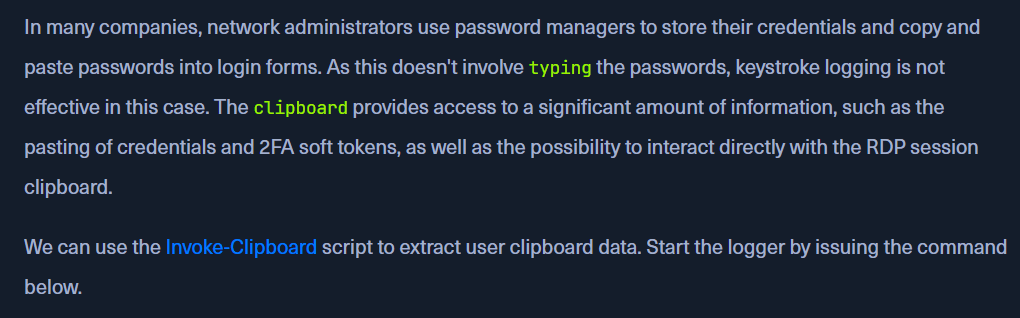 In many companies, network administrators use password managers to store their credentials and copy and
paste passwords into login forms. As this doesn't involve typing the passwords, keystroke logging is not
effective in this case. The clipboard provides access to a significant amount of information, such as the
pasting of credentials and 2FA soft tokens, as well as the possibility to interact directly with the RDP session
clipboard.
We can use the Invoke-Clipboard script to extract user clipboard data. Start the logger by issuing the command
below.